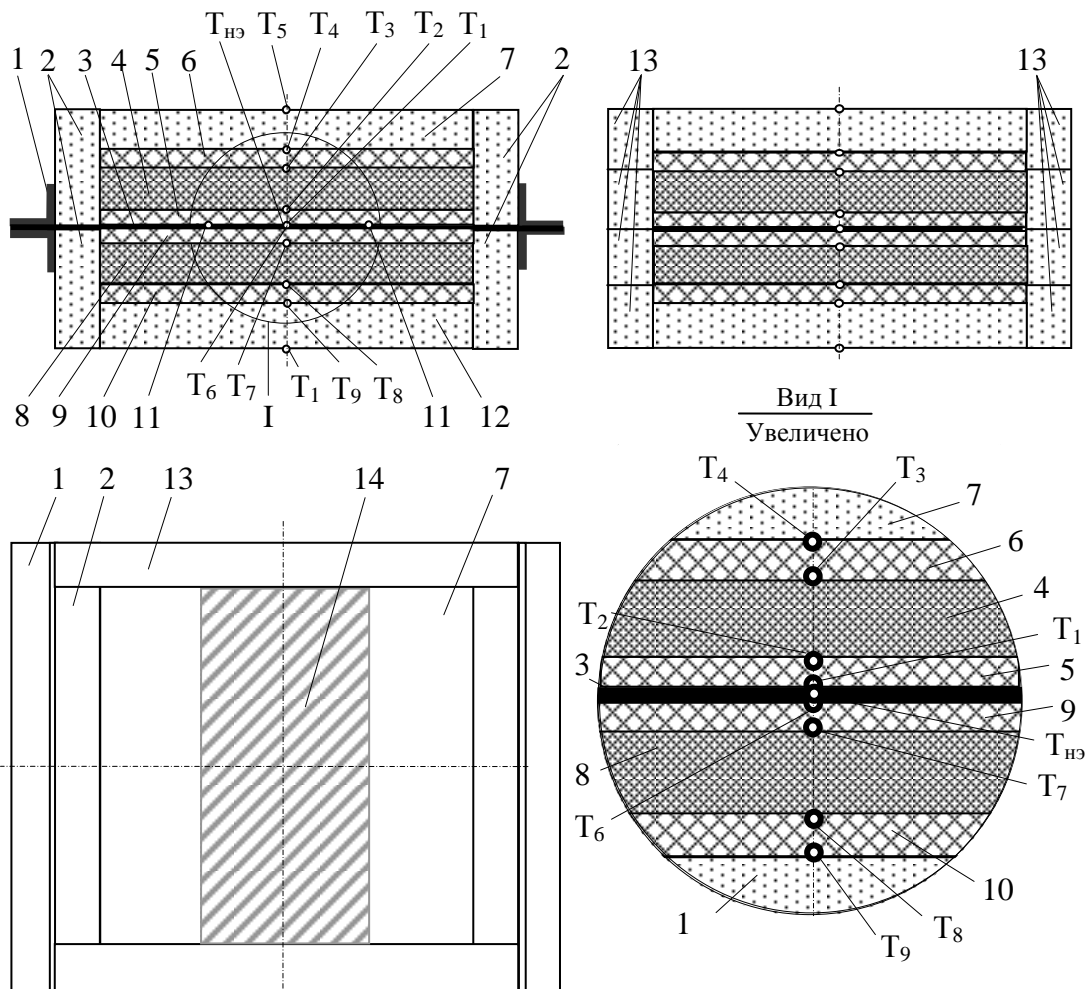 Tнэ T5 T4 T3 T2 T1
1 2 3 4 5 6 7 2
13 13
8 9 10 11 T6 T7 I T1 T9 T8 11 12
Вид I
Увеличено
1 2 13 14 7
T4 T3 7
6
4
T2 T1
3 5
9
Tнэ
8 T7
T6
10
1 T8
T9